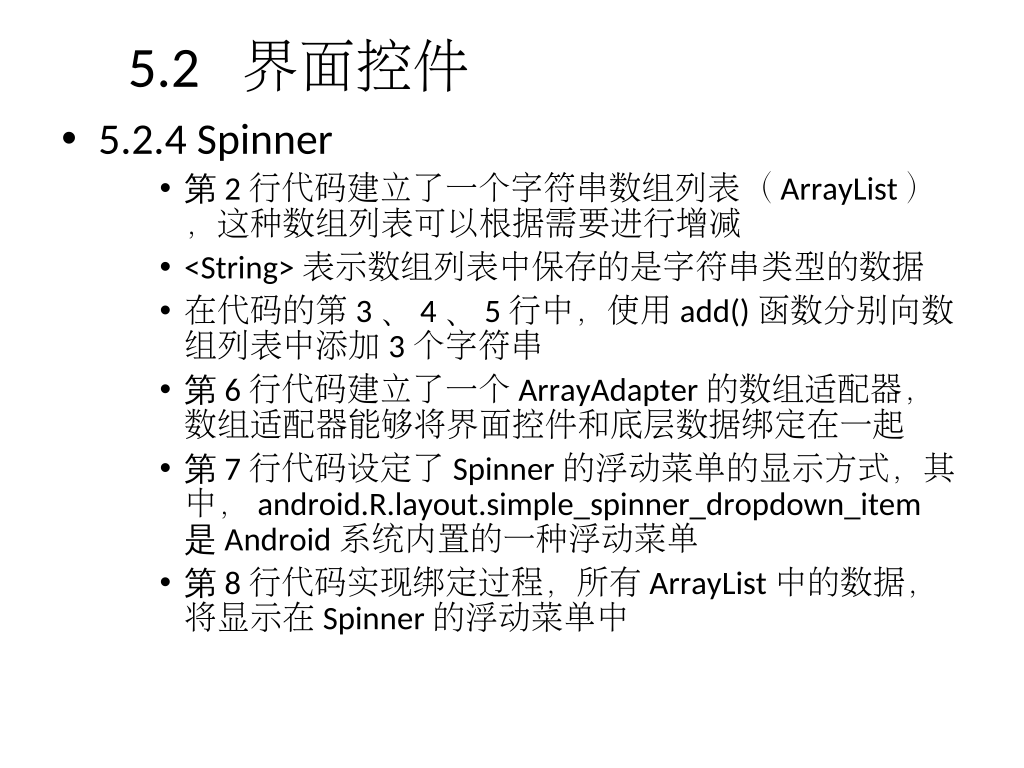 5.2 界面控件
• 5.2.4 Spinner
• 第 2 行代码建立了一个字符串数组列表（ArrayList）
，这种数组列表可以根据需要进行增减
• <String> 表示数组列表中保存的是字符串类型的数据
• 在代码的第 3 、 4 、 5 行中，使用 add() 函数分别向数
组列表中添加 3 个字符串
• 第 6 行代码建立了一个 ArrayAdapter 的数组适配器，
数组适配器能够将界面控件和底层数据绑定在一起
• 第 7 行代码设定了 Spinner 的浮动菜单的显示方式，其
中， android.R.layout.simple_spinner_dropdown_item
是 Android 系统内置的一种浮动菜单
• 第 8 行代码实现绑定过程，所有 ArrayList 中的数据，
将显示在 Spinner 的浮动菜单中